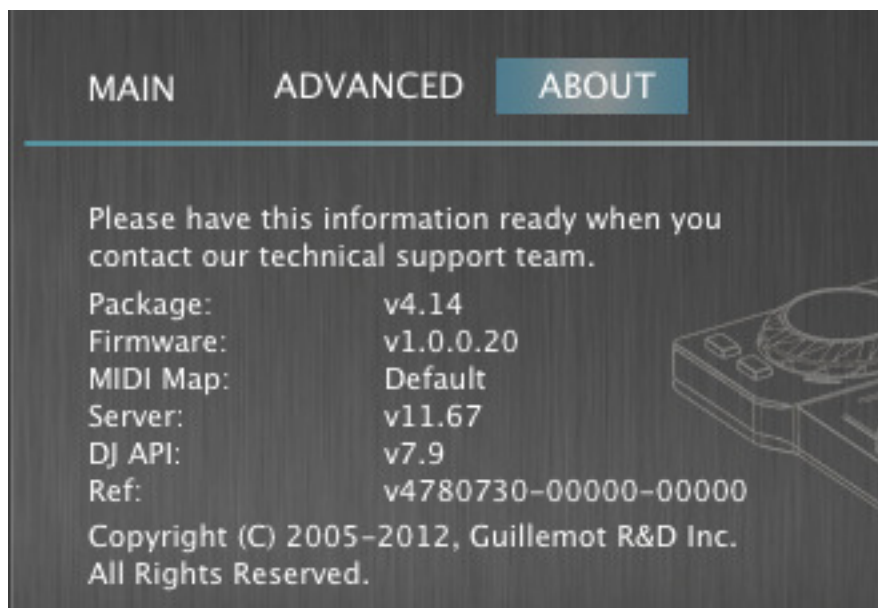 MAIN ADVANCED ABOUT
Please have this information ready when you
contact our technical support team.
Package: v4.14
Firmware: v1.0.0.20
MIDI Map: Default
Server: v11.67
DJ API: v7.9
Ref: v4780730-00000-00000
Copyright (C) 2005-2012, Guillemot R&D Inc.
All Rights Reserved.